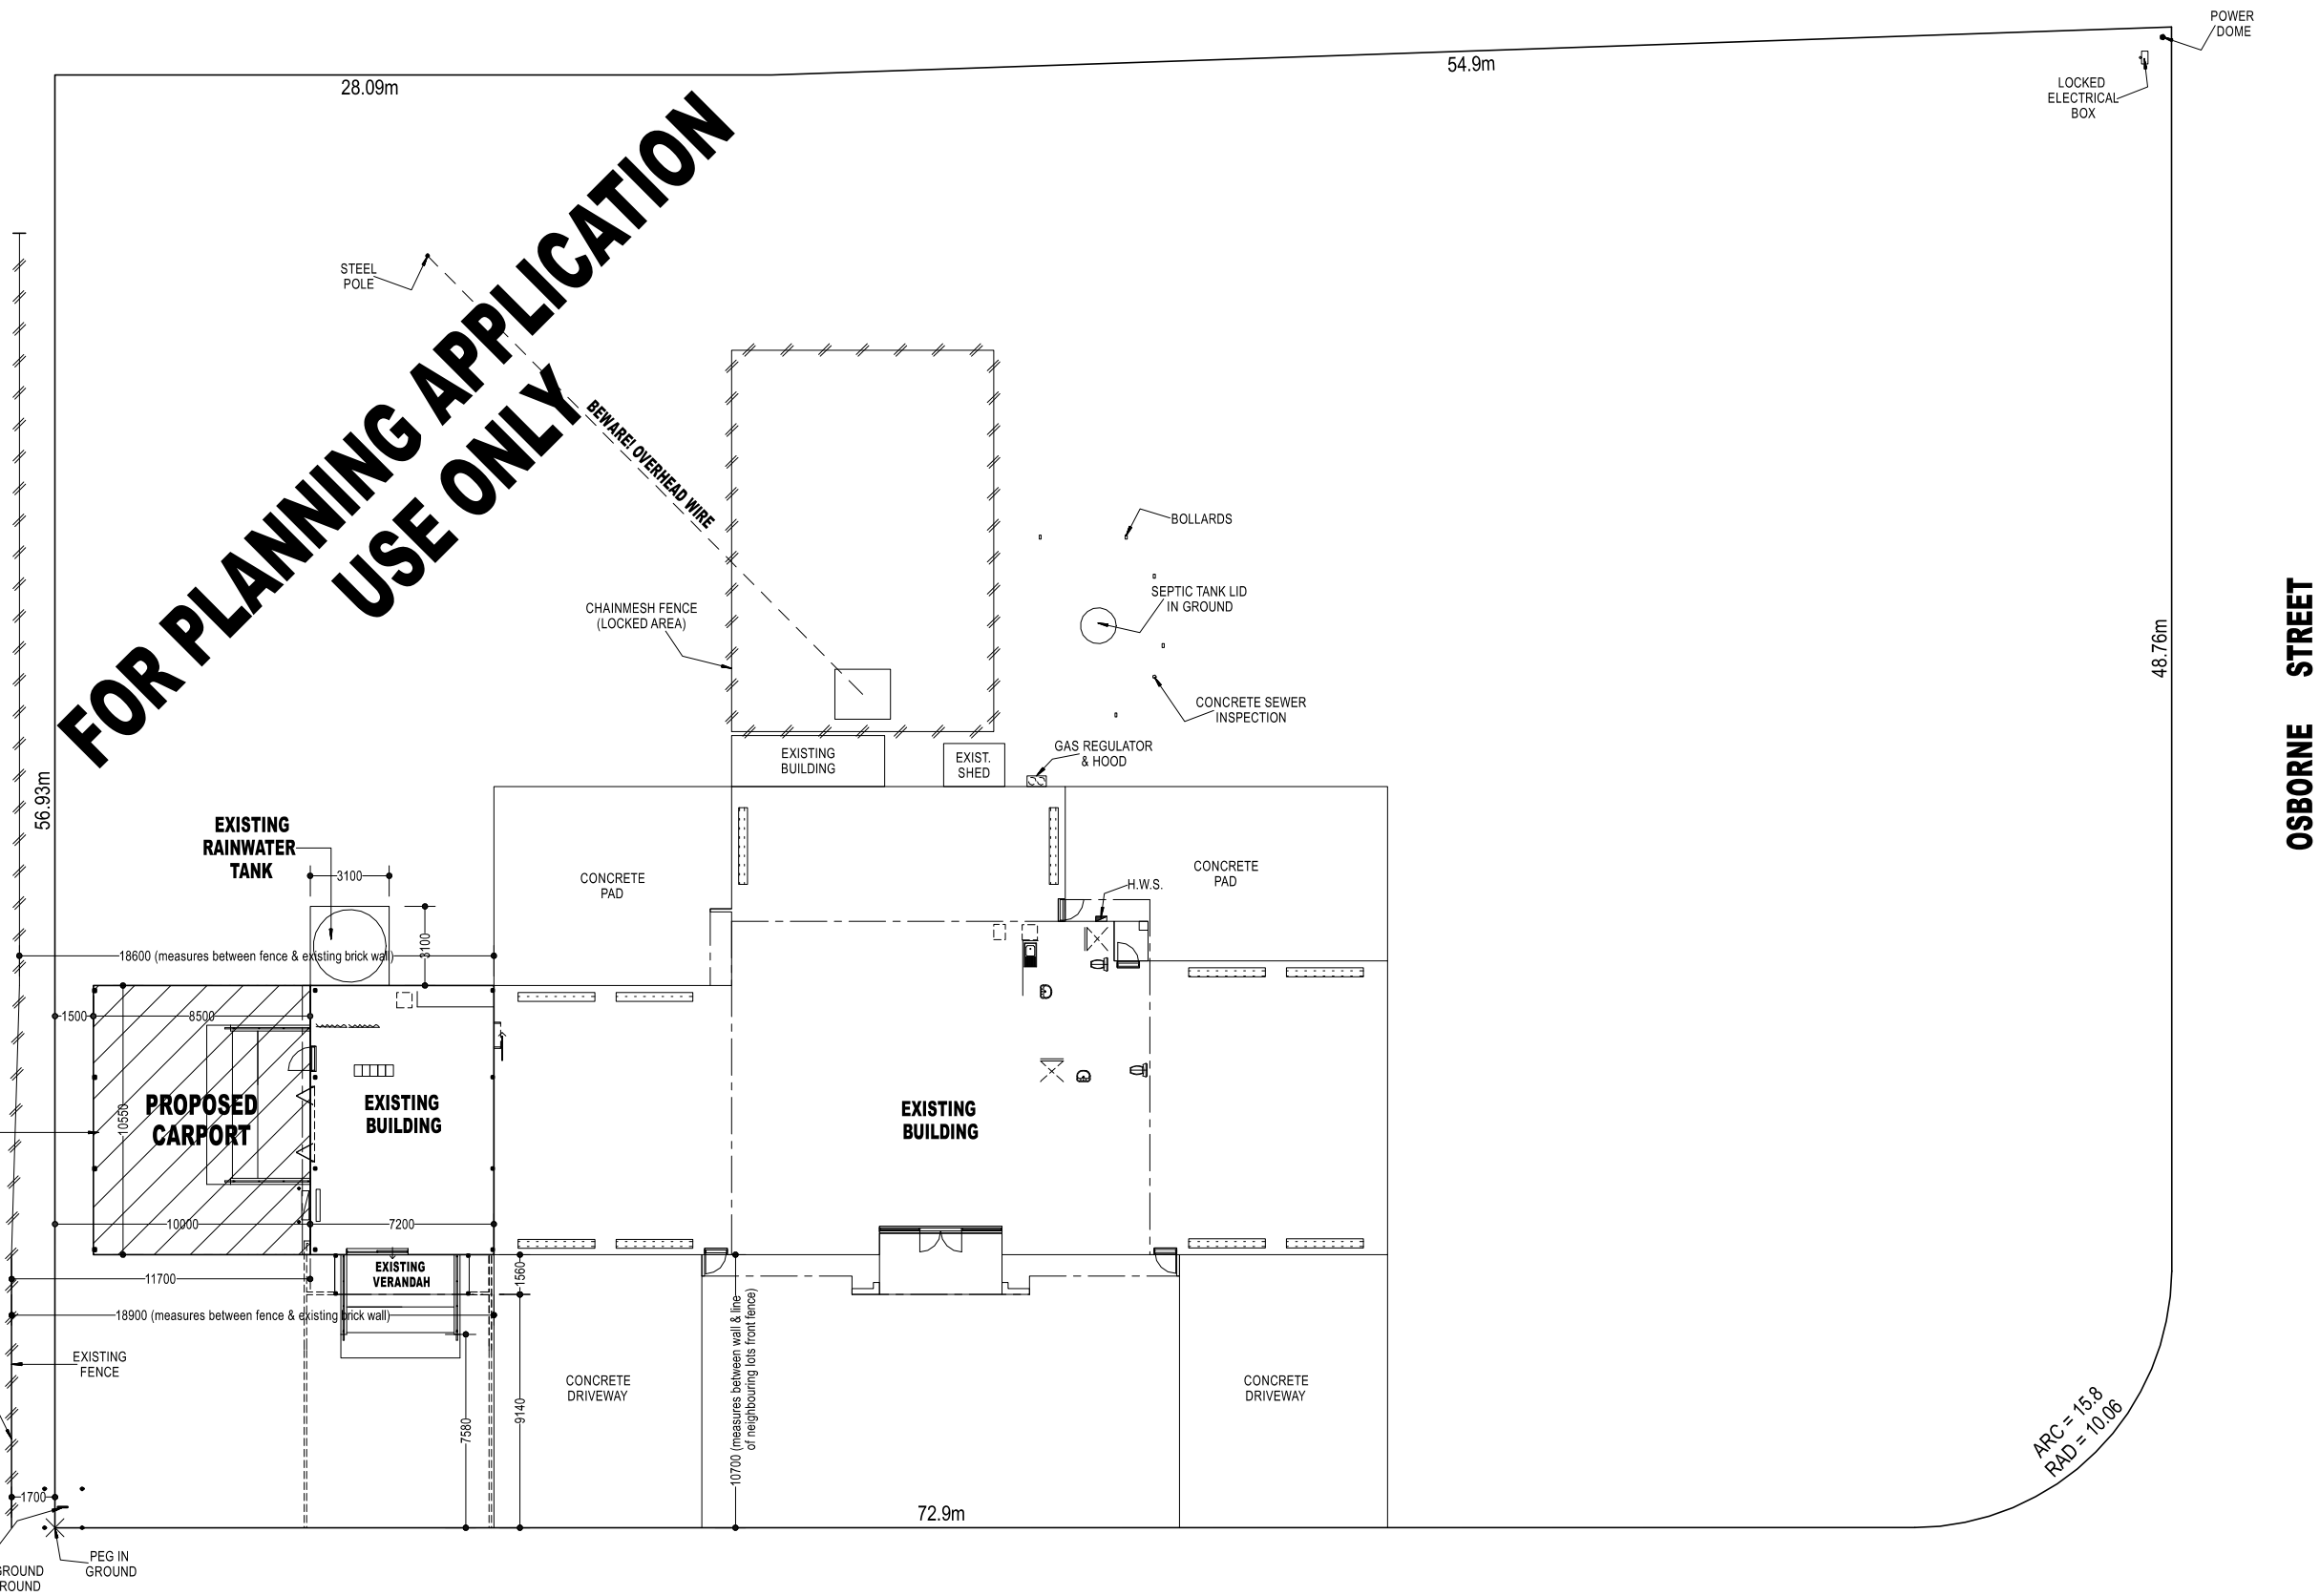 POWER
DOME
54.9m
28.09m
LOCKED
ELECTRICAL
BOX
FOR PLANNING APPLICATION
USE ONLY
STEEL
POLE
BEWARE! OVERHEAD WIRE
BOLLARDS
SEPTIC TANK LID
IN GROUND
CHAINMESH FENCE
(LOCKED AREA)
48.76m
OSBORNE STREET
CONCRETE SEWER
INSPECTION
GAS REGULATOR
& HOOD
EXISTING
BUILDING
EXIST.
SHED
56.93m
EXISTING
RAINWATER
TANK
3100
CONCRETE
PAD
CONCRETE
PAD
H.W.S.
3100
18600 (measures between fence & existing brick wall)
1500
8500
10550
PROPOSED
CARPORT
EXISTING
BUILDING
EXISTING
BUILDING
10000
7200
EXISTING
VERANDAH
11700
1560
18900 (measures between fence & existing brick wall)
10700 (measures between wall & line
of neighbouring lots front fence)
EXISTING
FENCE
CONCRETE
DRIVEWAY
CONCRETE
DRIVEWAY
9140
7580
ARC = 15.8
RAD = 10.06
1700
72.9m
PEG IN
GROUND
GROUND
ROUND